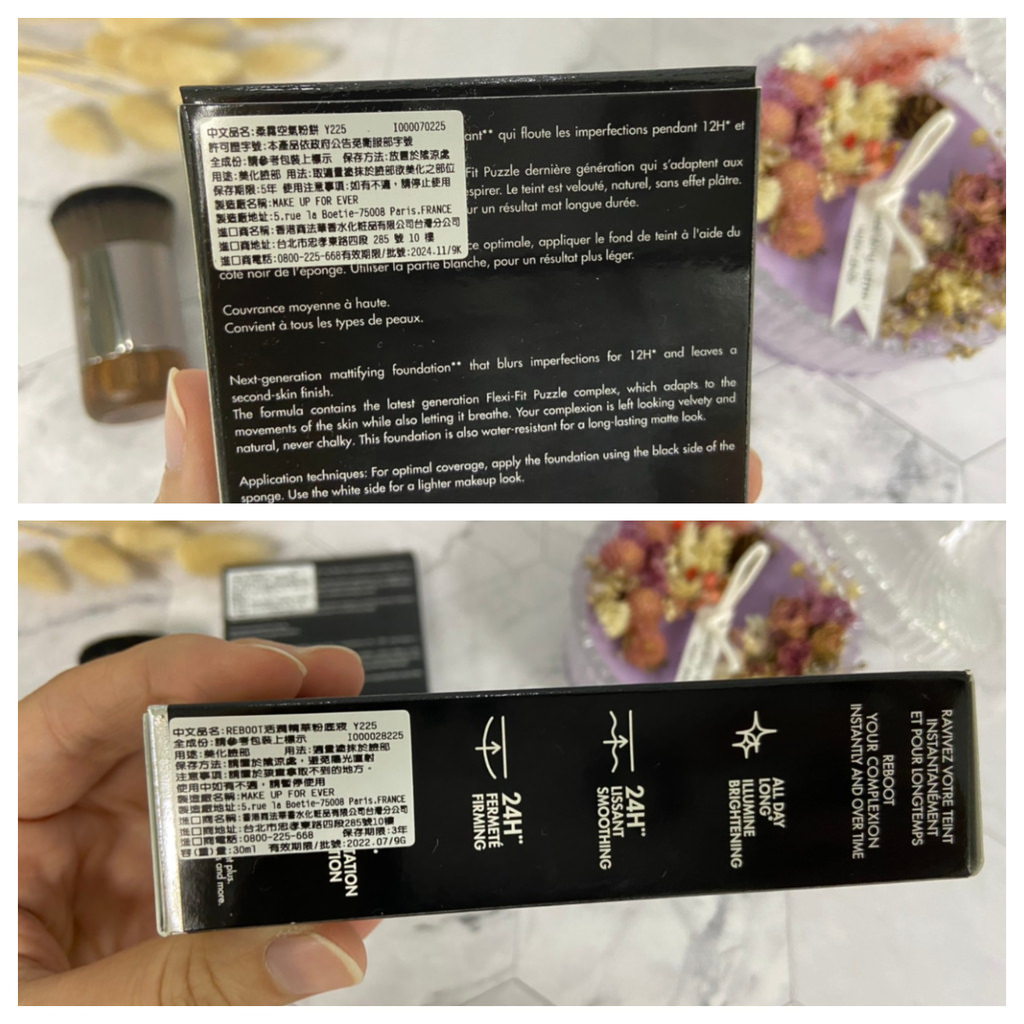 中文品名:柔霧空氣粉餅 Y225 I000070225
許可證字號:本產品依政府公告免衛服部字號
全成份:請參考包裝上標示 保存方法:放置於陰涼處
用途:美化臉部 用法:取適量塗抹於臉部欲美化之部位
保存期限:5年 使用注意事項:如有不適,請停止使用
製造廠名稱:MAKE UP FOR EVER
製造廠地址:5.rue la Boetie-75008 Paris.FRANCE
進口商名稱:香港商法華香水化粧品有限公司台灣分公司
進口商地址:台北市忠孝東路四段 285 號 10 樓
進口商電話:0800-225-668有效期限/批號:2024.11/9K
ant** qui floute les imperfections pendant 12H* et
Fit Puzzle dernière génération qui s’adaptent aux
espirer. Le teint est velouté, naturel, sans effet plâtre.
ur un résultat mat longue durée.
ce optimale, appliquer le fond de teint à l’aide du
côté noir de l’éponge. Utiliser la partie blanche, pour un résultat plus léger.
Couvrance moyenne à haute.
Convient à tous les types de peaux.
Next-generation mattifying foundation** that blurs imperfections for 12H* and leaves a
second-skin finish.
The formula contains the latest generation Flexi-Fit Puzzle complex, which adapts to the
movements of the skin while also letting it breathe. Your complexion is left looking velvety and
natural, never chalky. This foundation is also water-resistant for a long-lasting matte look.
Application techniques: For optimal coverage, apply the foundation using the black side of the
sponge. Use the white side for a lighter makeup look.
中文品名:REBOOT活潤精華粉底液 Y225
全成份:請參考包裝上標示 I000028225
用途:美化臉部 用法:適量塗抹於臉部
保存方法:請置於陰涼處,避免陽光直射
注意事項:請置於孩童拿取不到的地方。
使用中如有不適,請暫停使用
製造廠名稱:MAKE UP FOR EVER
製造廠地址:5.rue la Boetie-75008 Paris.FRANCE
進口商名稱:香港商法華香水化粧品有限公司台灣分公司
進口商地址:台北市忠孝東路四段285號10樓
進口商電話:0800-225-668 保存期限:3年
容(重)量:30ml 有效期限/批號:2022.07/9G
TATION
TION
nt plus.
and more.
24H**
FERMETÉ
FIRMING
24H**
LISSANT
SMOOTHING
ALL DAY
LONG*
ILLUMINE
BRIGHTENING
RAVIVEZ VOTRE TEINT
INSTANTANÉMENT
ET POUR LONGTEMPS
REBOOT
YOUR COMPLEXION
INSTANTLY AND OVER TIME